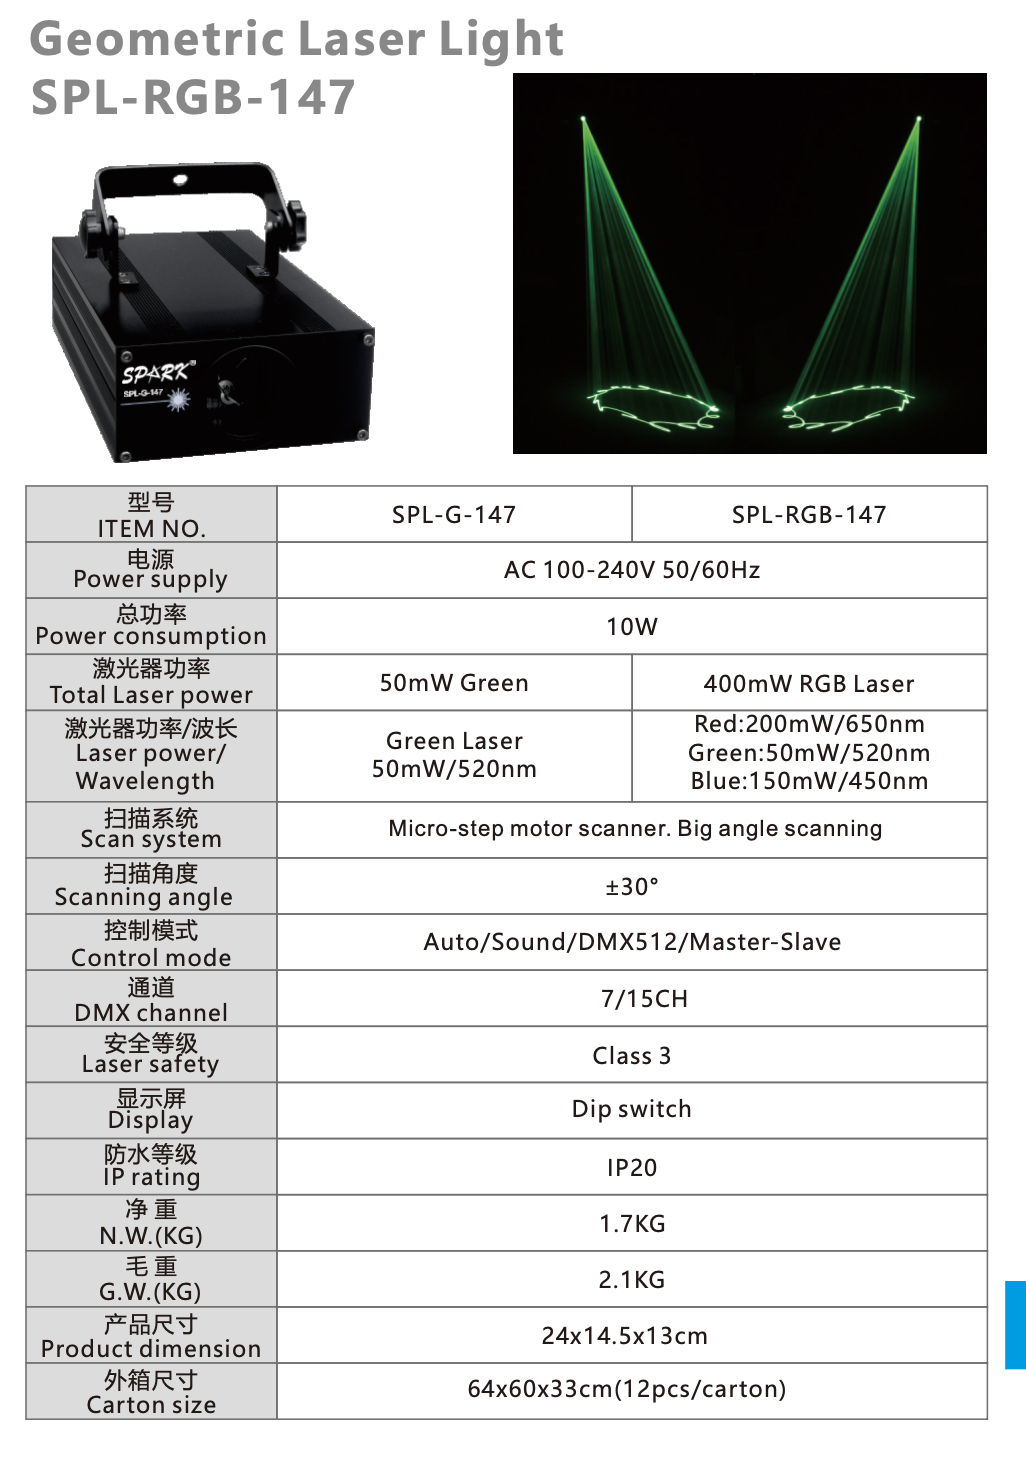 Geometric Laser Light
SPL-RGB-147
SPARK®
SPL-G-147
型号
ITEM NO.
SPL-G-147
SPL-RGB-147
电源
Power supply
AC 100-240V 50/60Hz
总功率
Power consumption
10W
激光器功率
Total Laser power
50mW Green
400mW RGB Laser
激光器功率/波长
Laser power/
Wavelength
Green Laser
50mW/520nm
Red:200mW/650nm
Green:50mW/520nm
Blue:150mW/450nm
扫描系统
Scan system
Micro-step motor scanner. Big angle scanning
扫描角度
Scanning angle
±30°
控制模式
Control mode
Auto/Sound/DMX512/Master-Slave
通道
DMX channel
7/15CH
安全等级
Laser safety
Class 3
显示屏
Display
Dip switch
防水等级
IP rating
IP20
净 重
N.W.(KG)
1.7KG
毛 重
G.W.(KG)
2.1KG
产品尺寸
Product dimension
24x14.5x13cm
外箱尺寸
Carton size
64x60x33cm(12pcs/carton)